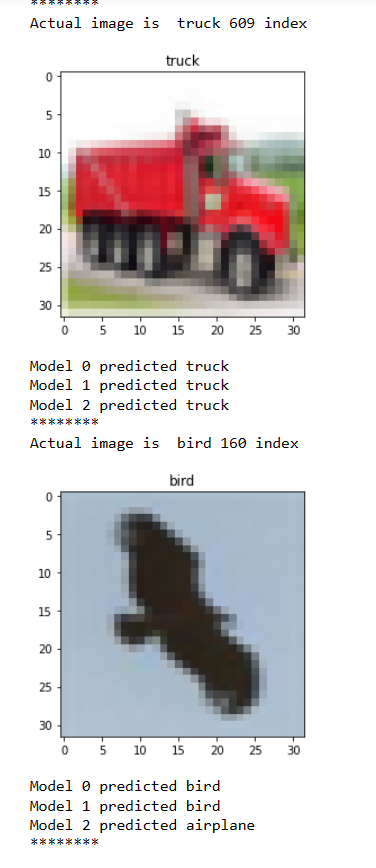 ********
Actual image is  truck 609 index
truck
0
5
10
15
20
25
30
0 5 10 15 20 25 30
Model 0 predicted truck
Model 1 predicted truck
Model 2 predicted truck
********
Actual image is  bird 160 index
bird
0
5
10
15
20
25
30
0 5 10 15 20 25 30
Model 0 predicted bird
Model 1 predicted bird
Model 2 predicted airplane
********